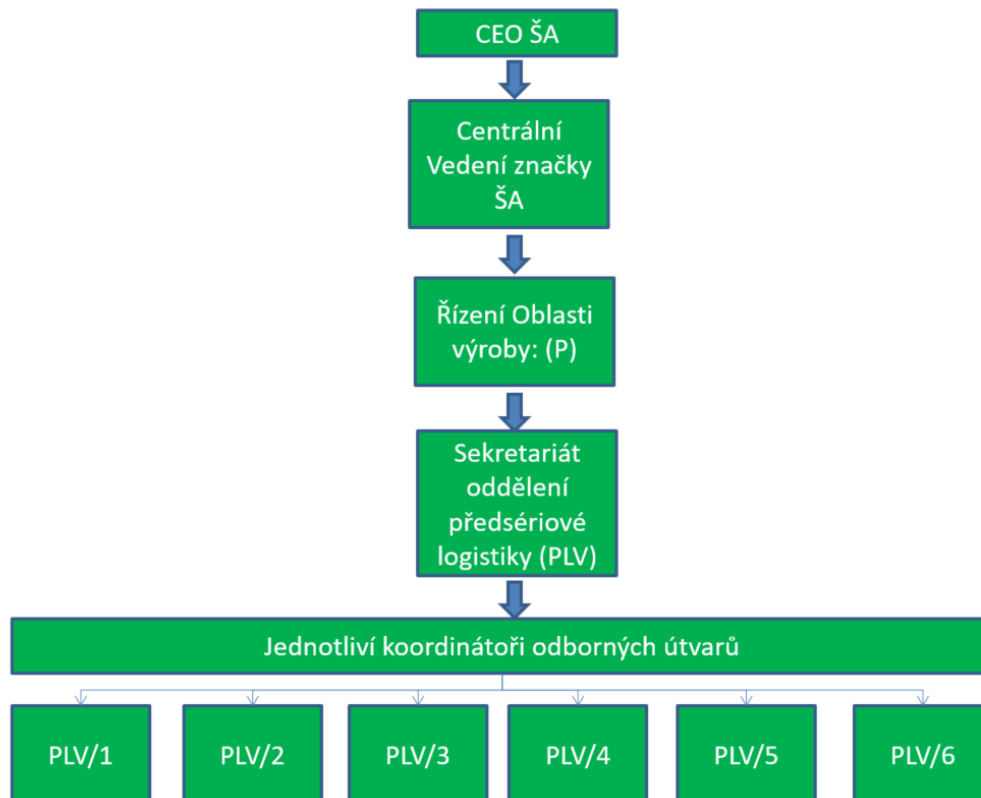 CEO ŠA
Centrální
Vedení značky
ŠA
Řízení Oblasti
výroby: (P)
Sekretariát
oddělení
předsériové
logistiky (PLV)
Jednotliví koordinátoři odborných útvarů
PLV/1
PLV/2
PLV/3
PLV/4
PLV/5
PLV/6